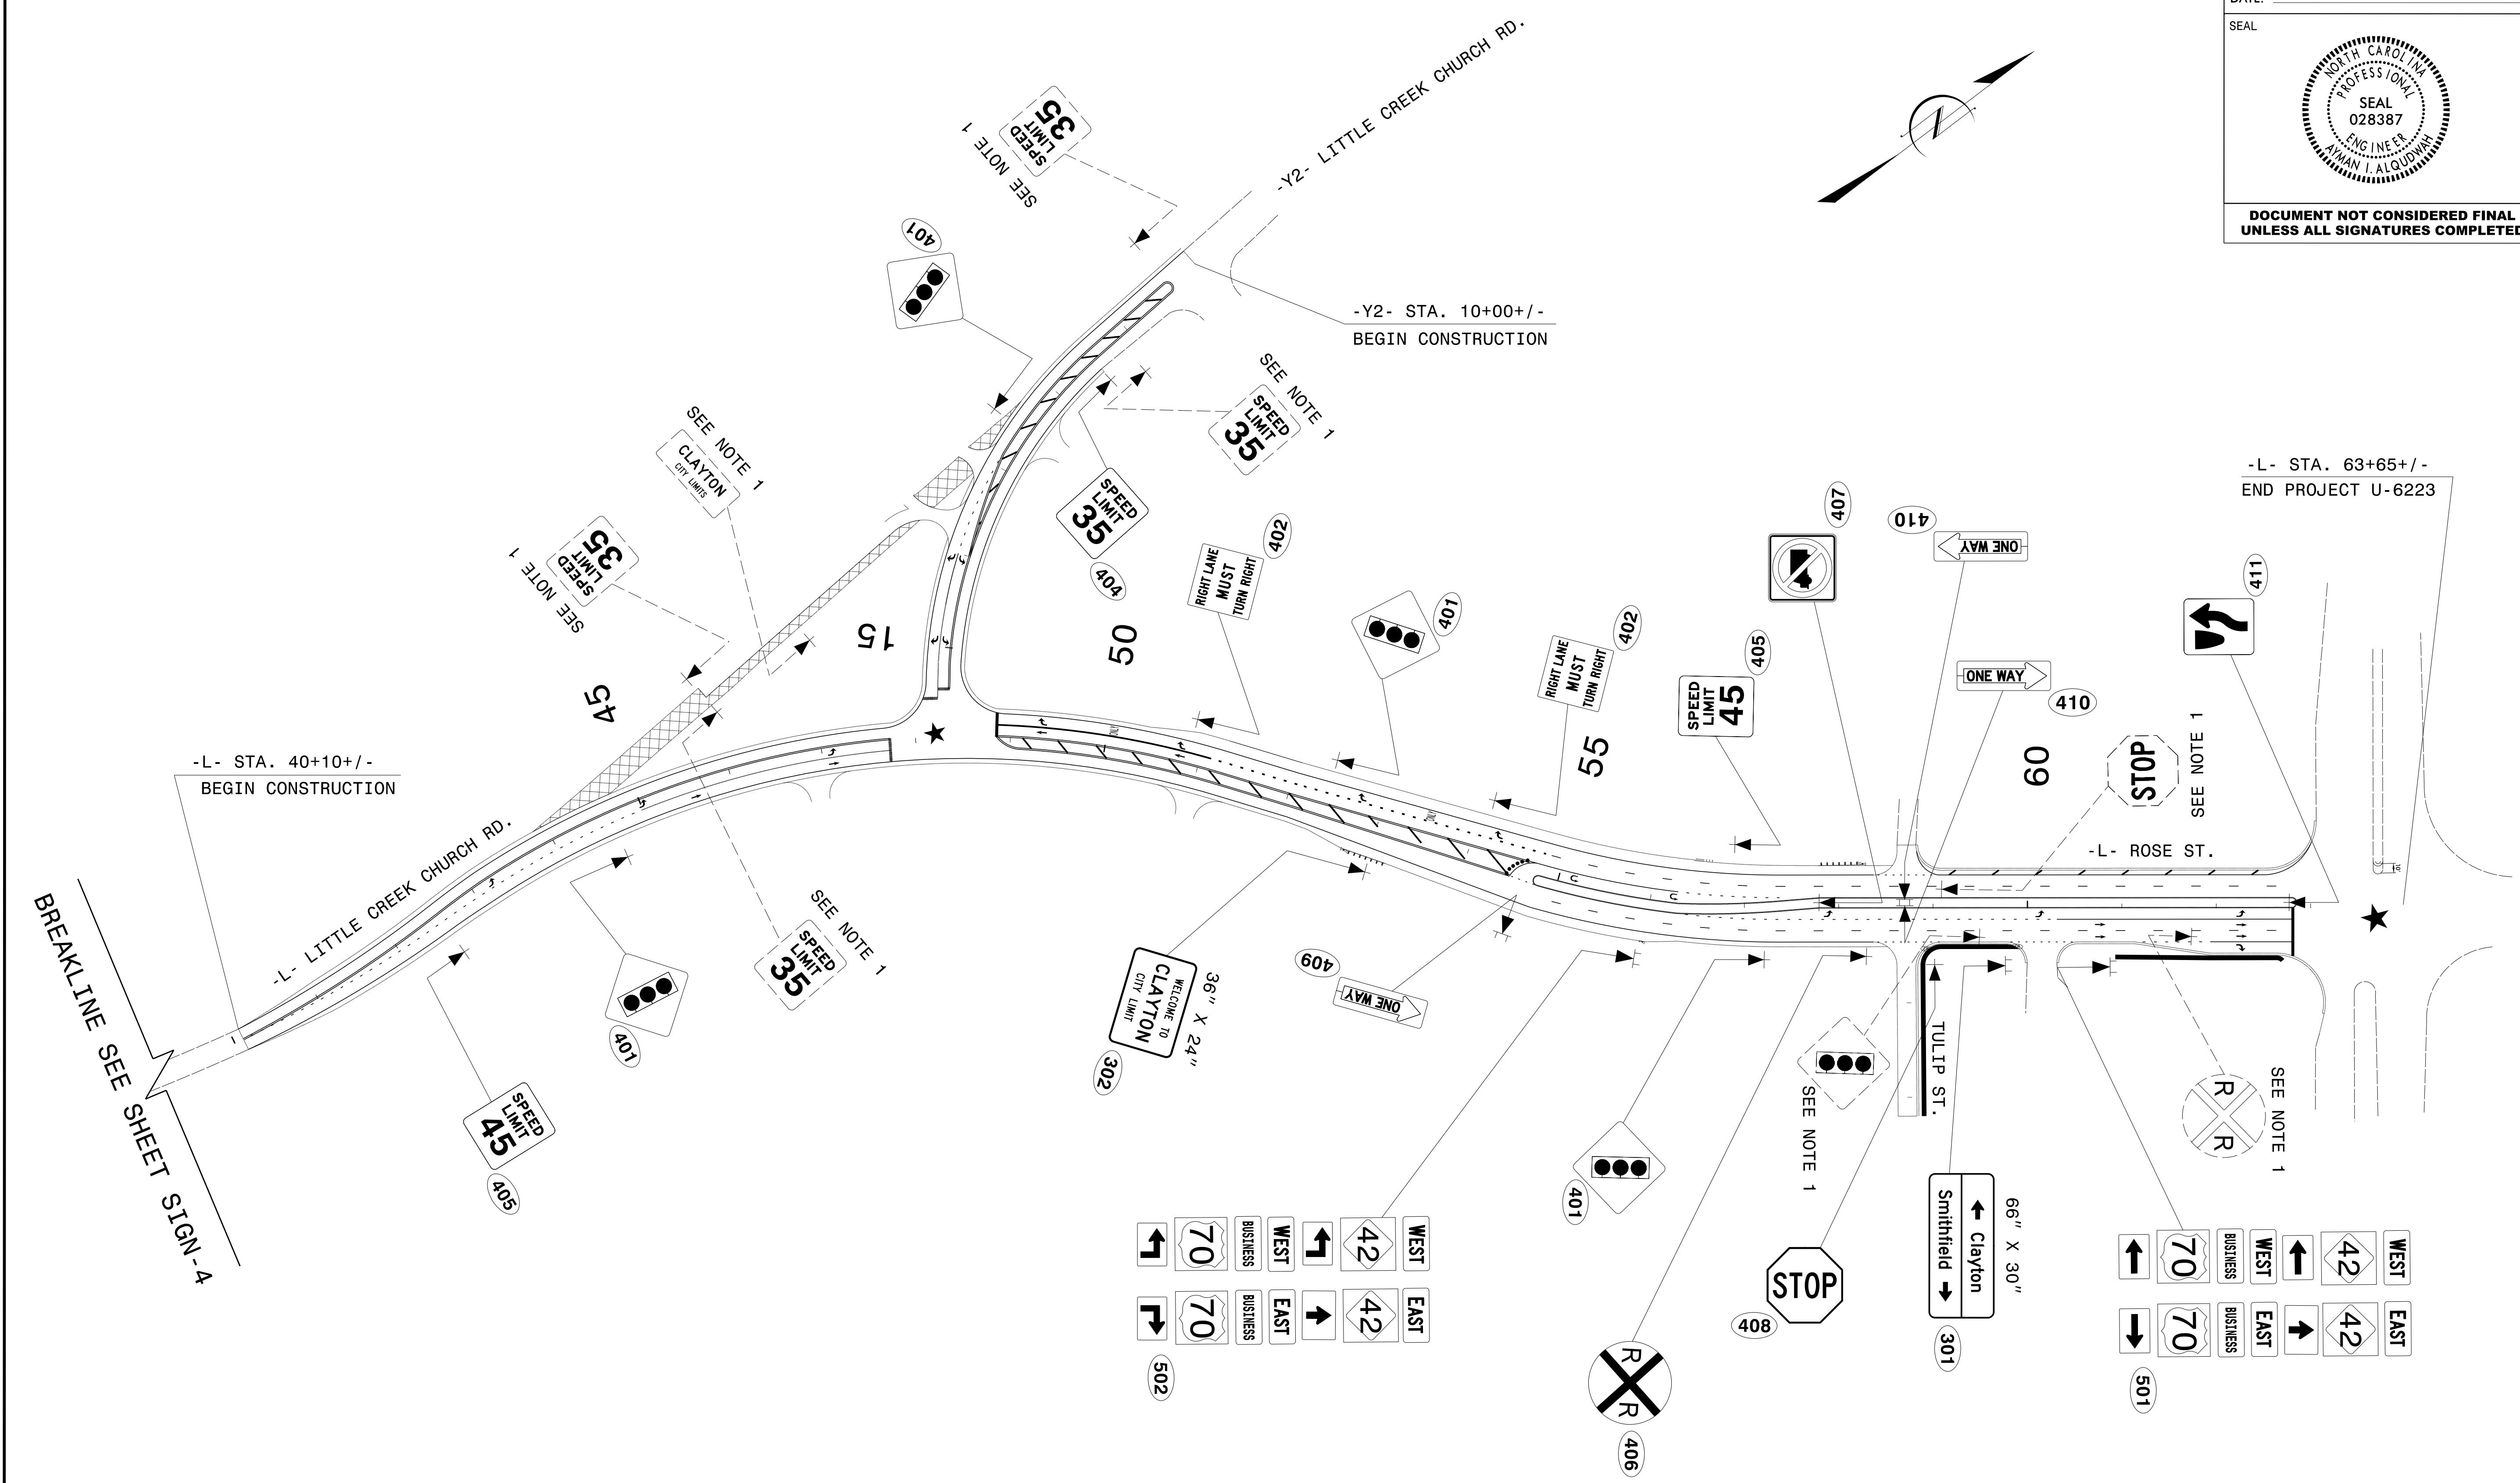 DATE:
SEAL
NORTH CAROLINA
PROFESSIONAL
SEAL
028387
ENGINEER
AYMAN I. ALQUDWAH
DOCUMENT NOT CONSIDERED FINAL
UNLESS ALL SIGNATURES COMPLETED
-Y2- LITTLE CREEK CHURCH RD.
SPEED
LIMIT
35
SEE NOTE 1
401
-Y2- STA. 10+00+/-
BEGIN CONSTRUCTION
SEE NOTE 1
SPEED
LIMIT
35
SEE NOTE 1
CLAYTON
CITY LIMITS
SPEED
LIMIT
35
404
SPEED
LIMIT
35
SEE NOTE 1
RIGHT LANE
MUST
TURN RIGHT
402
401
RIGHT LANE
MUST
TURN RIGHT
402
SPEED
LIMIT
45
405
407
410
ONE WAY
ONE WAY
410
411
-L- STA. 63+65+/-
END PROJECT U-6223
15
45
50
55
60
STOP
SEE NOTE 1
-L- ROSE ST.
-L- STA. 40+10+/-
BEGIN CONSTRUCTION
-L- LITTLE CREEK CHURCH RD.
BREAKLINE SEE SHEET SIGN-4
SPEED
LIMIT
45
405
401
SEE NOTE 1
SPEED
LIMIT
35
36" X 24"
WELCOME TO
CLAYTON
CITY LIMIT
302
409
ONE WAY
401
SEE NOTE 1
TULIP ST.
SEE NOTE 1
R R
WEST
42
WEST
BUSINESS
70
EAST
42
EAST
BUSINESS
70
502
R R
406
STOP
408
66" X 30"
Clayton
Smithfield
301
WEST
42
WEST
BUSINESS
70
EAST
42
EAST
BUSINESS
70
501